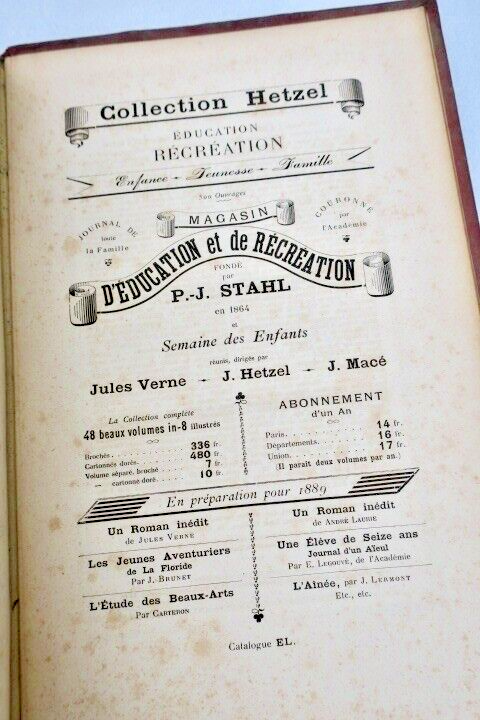 Collection Hetzel
EDUCATION
RÉCRÉATION
Enfance - Jeunesse - Famille
MAGASIN
JOURNAL DE
toute
la Famille
COURONNÉ
par
l'Académie
D'ÉDUCATION et de RÉCRÉATION
FONDÉ
par
P.-J. STAHL
en 1864
et
Semaine des Enfants
réunis, dirigés par
Jules Verne - J. Hetzel - J. Macé
La Collection complète
48 beaux volumes in-8 illustrés
Brochés. 336 fr.
Cartonnés dorés. 480 fr.
Volume séparé, broché 7 fr.
— cartonné doré. 10 fr.
ABONNEMENT
d'un An
Paris. 14 fr.
Départements. 16 fr.
Union. 17 fr.
(Il paraît deux volumes par an.)
En préparation pour 1889
Un Roman inédit
de JULES VERNE
Les Jeunes Aventuriers
de La Floride
Par J. BRUNET
L'Étude des Beaux-Arts
Par CARTERON
Un Roman inédit
de ANDRÉ LAURIE
Une Élève de Seize ans
Journal d'un Aïeul
Par E. LEGOUVÉ, de l'Académie
L'Aînée, par J. LERMONT
Etc., etc.
Catalogue EL.